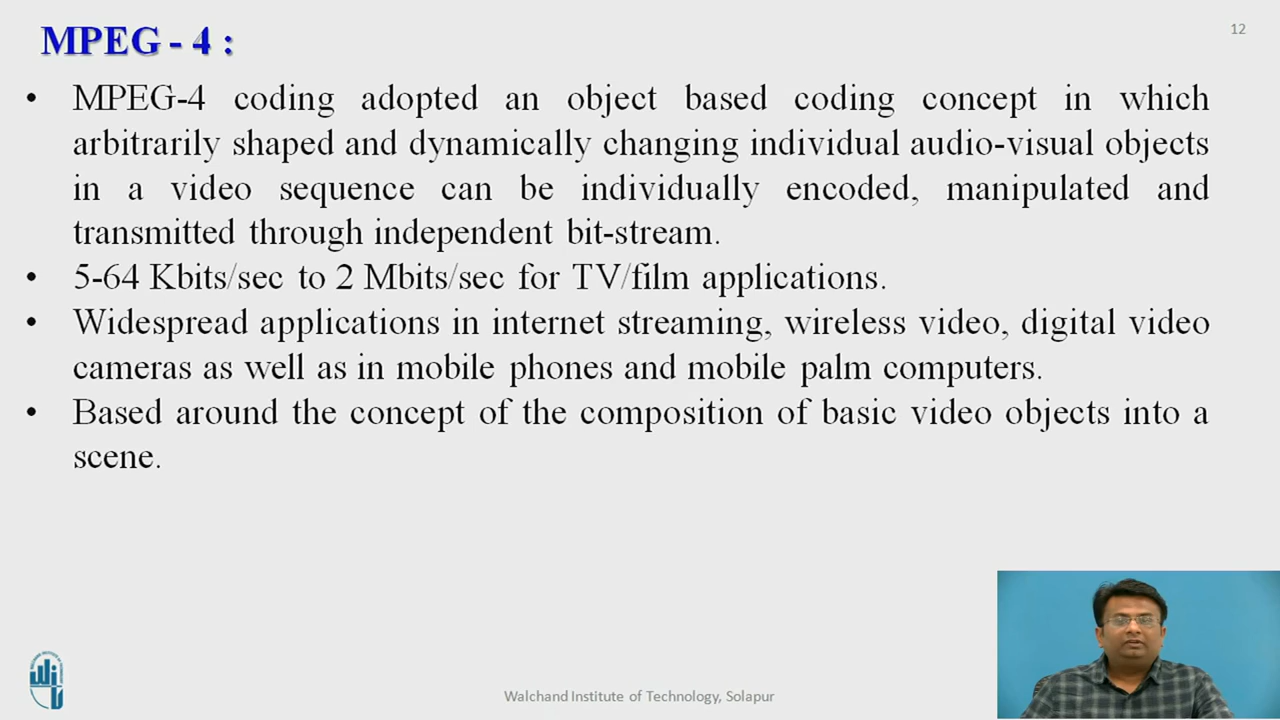 MPEG - 4 :
12
• MPEG-4 coding adopted an object based coding concept in which
arbitrarily shaped and dynamically changing individual audio-visual objects
in a video sequence can be individually encoded, manipulated and
transmitted through independent bit-stream.
• 5-64 Kbits/sec to 2 Mbits/sec for TV/film applications.
• Widespread applications in internet streaming, wireless video, digital video
cameras as well as in mobile phones and mobile palm computers.
• Based around the concept of the composition of basic video objects into a
scene.
Walchand Institute of Technology, Solapur